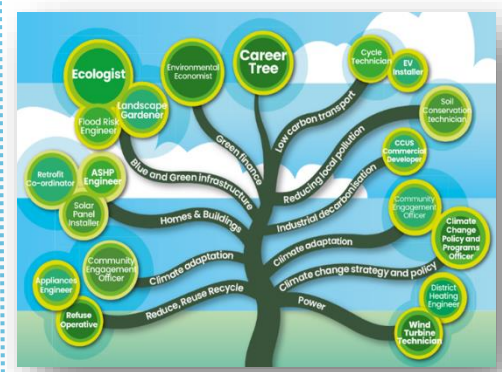 Career
Tree
Ecologist
Landscape
Gardener
Flood Risk
Engineer
Blue and Green infrastructure
Environmental
Economist
Green finance
Cycle
Technician
EV
Installer
Low carbon transport
Soil
Conservation
technician
Reducing local pollution
CCUS
Commercial
Developer
Industrial decarbonisation
Retrofit
Co-ordinator
ASHP
Engineer
Solar
Panel
Installer
Homes & Buildings
Community
Engagement
Officer
Climate adaptation
Community
Engagement
Officer
Climate adaptation
Climate
Change
Policy and
Programs
Officer
Climate change strategy and policy
Appliances
Engineer
Refuse
Operative
Reduce, Reuse Recycle
District
Heating
Engineer
Wind
Turbine
Technician
Power